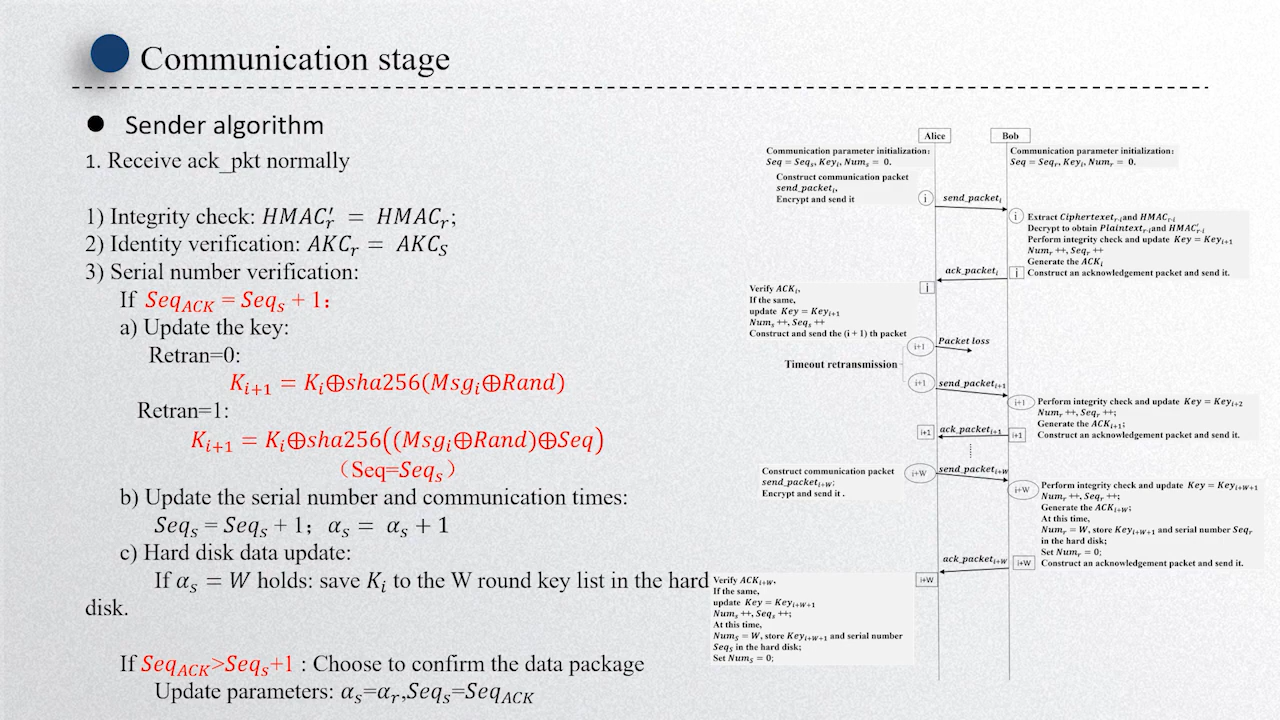 Communication stage
● Sender algorithm
1. Receive ack_pkt normally
1) Integrity check: HMAC′ᵣ = HMACᵣ;
2) Identity verification: AKCᵣ = AKC_S
3) Serial number verification:
If Seq_ACK = Seq_s + 1：
a) Update the key:
Retran=0:
K_{i+1} = K_i⊕sha256(Msg_i⊕Rand)
Retran=1:
K_{i+1} = K_i⊕sha256((Msg_i⊕Rand)⊕Seq)
（Seq=Seq_s）
b) Update the serial number and communication times:
Seq_s = Seq_s + 1；α_s = α_s + 1
c) Hard disk data update:
If α_s = W holds: save K_i to the W round key list in the hard
disk.
If Seq_ACK>Seq_s+1 : Choose to confirm the data package
Update parameters: α_s=α_r,Seq_s=Seq_ACK
Alice
Bob
Communication parameter initialization:
Seq = Seq_s, Key_i, Num_s = 0.
Communication parameter initialization:
Seq = Seq_r, Key_i, Num_r = 0.
Construct communication packet
send_packet_i,
Encrypt and send it
i
send_packet_i
i
Extract Ciphertexet_{r-i} and HMAC_{r-i}
Decrypt to obtain Plaintext_{r-i} and HMAC′_{r-i}
Perform integrity check and update Key = Key_{i+1}
Num_r ++, Seq_r ++
Generate the ACK_i
Construct an acknowledgement packet and send it.
ack_packet_i
i
i
Verify ACK_i,
If the same,
update Key = Key_{i+1}
Num_s ++, Seq_s ++
Construct and send the (i + 1) th packet
i+1
Packet loss
Timeout retransmission
i+1
send_packet_{i+1}
i+1
Perform integrity check and update Key = Key_{i+2}
Num_r ++, Seq_r ++;
Generate the ACK_{i+1};
Construct an acknowledgement packet and send it.
i+1
ack_packet_{i+1}
i+1
Construct communication packet
send_packet_{i+W};
Encrypt and send it .
i+W
send_packet_{i+W}
i+W
Perform integrity check and update Key = Key_{i+W+1}
Num_r ++, Seq_r ++;
Generate the ACK_{i+W};
At this time,
Num_r = W, store Key_{i+W+1} and serial number Seq_r
in the hard disk;
Set Num_r = 0;
Construct an acknowledgement packet and send it.
ack_packet_{i+W}
i+W
i+W
Verify ACK_{i+W},
If the same,
update Key = Key_{i+W+1}
Num_s ++, Seq_s ++;
At this time,
Num_S = W, store Key_{i+W+1} and serial number
Seq_S in the hard disk;
Set Num_S = 0;